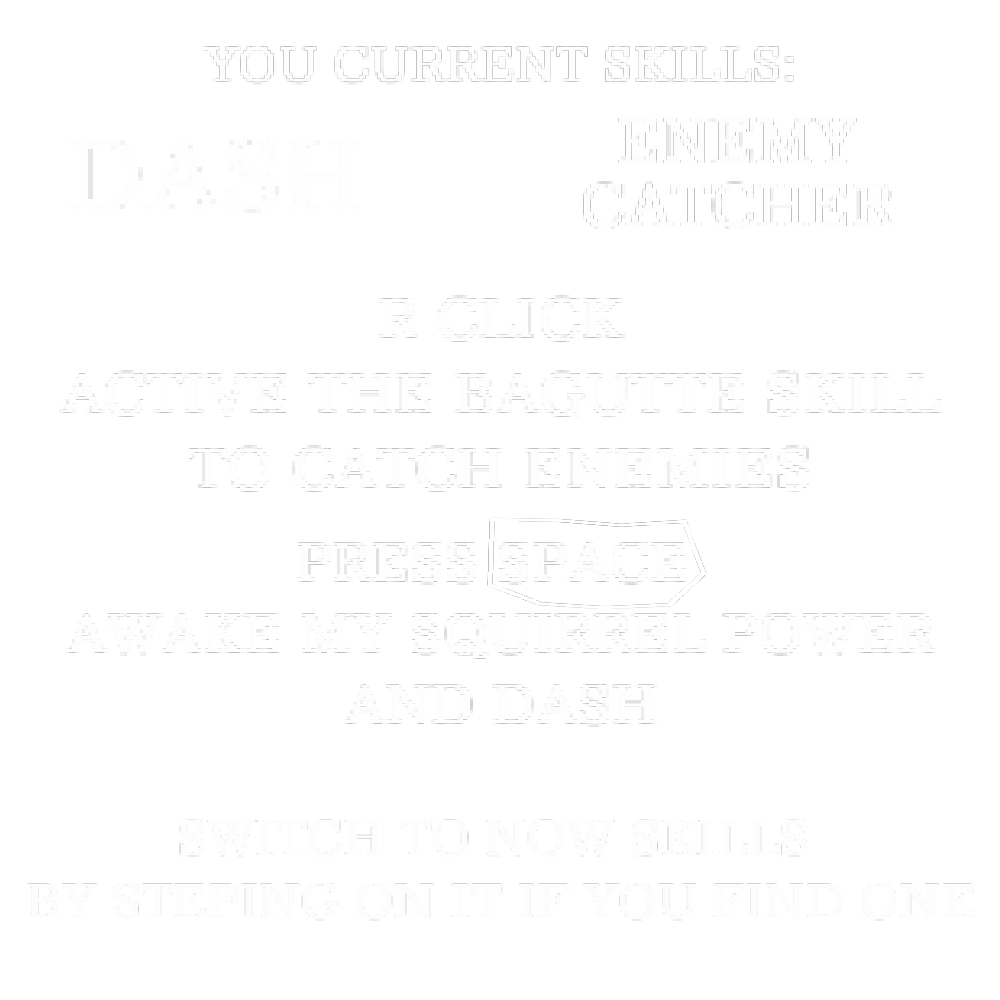 YOU CURRENT SKILLS:
DASH
ENEMY
CATCHER
R CLICK
ACTIVE THE BAGUTTE SKILL
TO CATCH ENEMIES
PRESS SPACE
AWAKE MY SQUIRREL POWER
AND DASH
SWITCH TO NOW SKILLS
BY STEPING ON IT IF YOU FIND ONE